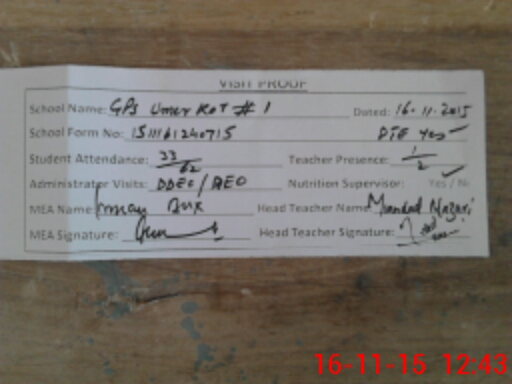 VISIT PROOF
School Name: GPS Umer Kot # 1 Dated: 16-11-2015
School Form No: 1511161240715 PTE Yes
Student Attendance: 33/62 Teacher Presence: 1/2
Administrator Visits: DDEO/AEO Nutrition Supervisor: Yes / No
MEA Name: Bux Head Teacher Name:
MEA Signature: Head Teacher Signature:
16-11-15 12:43